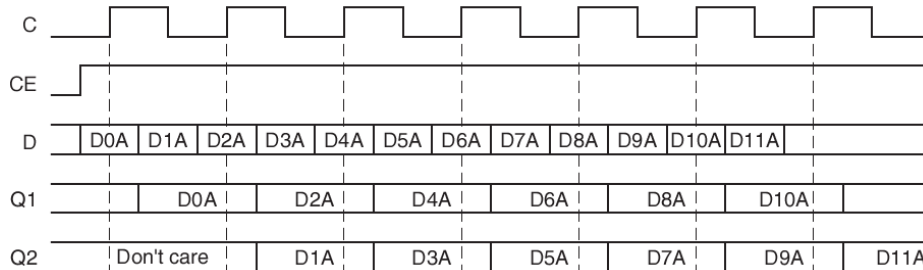 C
CE
D D0A D1A D2A D3A D4A D5A D6A D7A D8A D9A D10A D11A
Q1 D0A D2A D4A D6A D8A D10A
Q2 Don't care D1A D3A D5A D7A D9A D11A